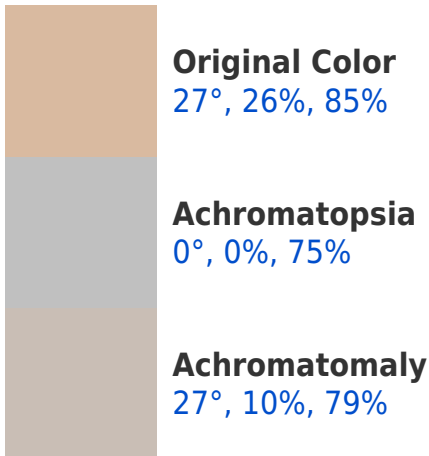 Original Color
27°, 26%, 85%
Achromatopsia
0°, 0%, 75%
Achromatomaly
27°, 10%, 79%